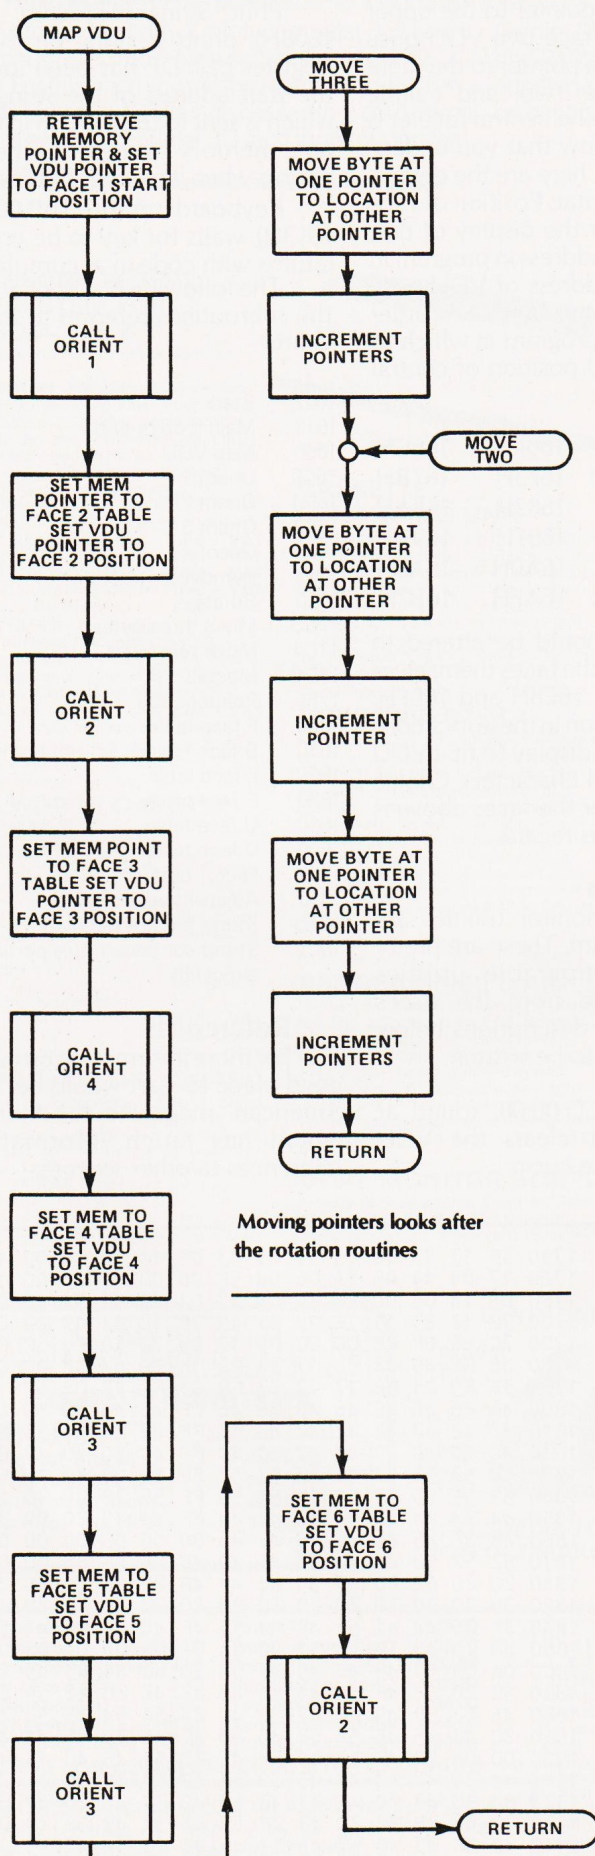 MAP VDU
RETRIEVE
MEMORY
POINTER & SET
VDU POINTER
TO FACE 1 START
POSITION
CALL
ORIENT
1
SET MEM
POINTER TO
FACE 2 TABLE
SET VDU
POINTER TO
FACE 2 POSITION
CALL
ORIENT
2
SET MEM POINT
TO FACE 3
TABLE SET VDU
POINTER TO
FACE 3 POSITION
CALL
ORIENT
4
SET MEM TO
FACE 4 TABLE
SET VDU
TO FACE 4
POSITION
CALL
ORIENT
3
SET MEM TO
FACE 5 TABLE
SET VDU
TO FACE 5
POSITION
CALL
ORIENT
3
SET MEM TO
FACE 6 TABLE
SET VDU
TO FACE 6
POSITION
CALL
ORIENT
2
RETURN
MOVE
THREE
MOVE BYTE AT
ONE POINTER
TO LOCATION
AT OTHER
POINTER
INCREMENT
POINTERS
MOVE
TWO
MOVE BYTE AT
ONE POINTER
TO LOCATION
AT OTHER
POINTER
INCREMENT
POINTER
MOVE BYTE AT
ONE POINTER
TO LOCATION
AT OTHER
POINTER
INCREMENT
POINTERS
RETURN
Moving pointers looks after
the rotation routines